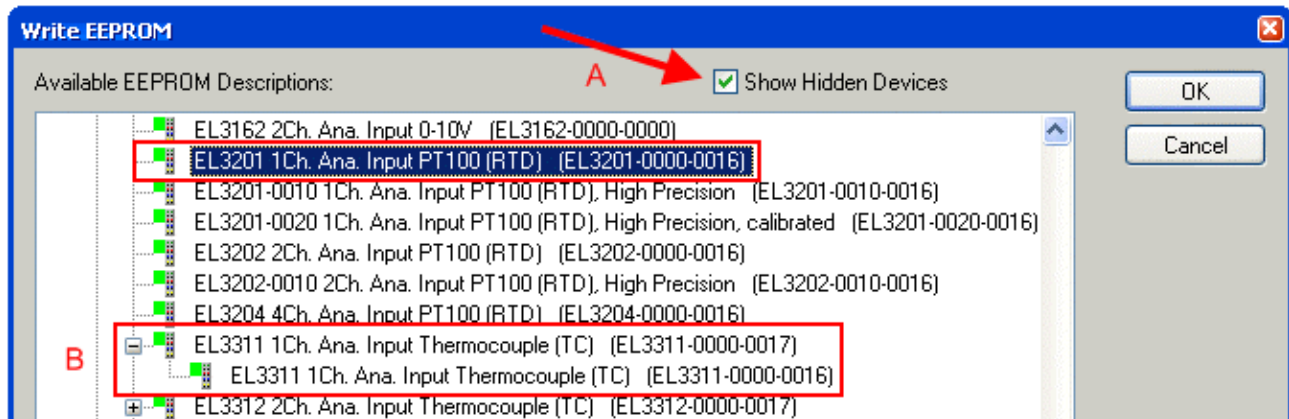 Write EEPROM
Available EEPROM Descriptions:
A
Show Hidden Devices
OK
Cancel
EL3162 2Ch. Ana. Input 0-10V (EL3162-0000-0000)
EL3201 1Ch. Ana. Input PT100 (RTD) (EL3201-0000-0016)
EL3201-0010 1Ch. Ana. Input PT100 (RTD), High Precision (EL3201-0010-0016)
EL3201-0020 1Ch. Ana. Input PT100 (RTD), High Precision, calibrated (EL3201-0020-0016)
EL3202 2Ch. Ana. Input PT100 (RTD) (EL3202-0000-0016)
EL3202-0010 2Ch. Ana. Input PT100 (RTD), High Precision (EL3202-0010-0016)
EL3204 4Ch. Ana. Input PT100 (RTD) (EL3204-0000-0016)
B
EL3311 1Ch. Ana. Input Thermocouple (TC) (EL3311-0000-0017)
EL3311 1Ch. Ana. Input Thermocouple (TC) (EL3311-0000-0016)
EL3312 2Ch. Ana. Input Thermocouple (TC) (EL3312-0000-0017)